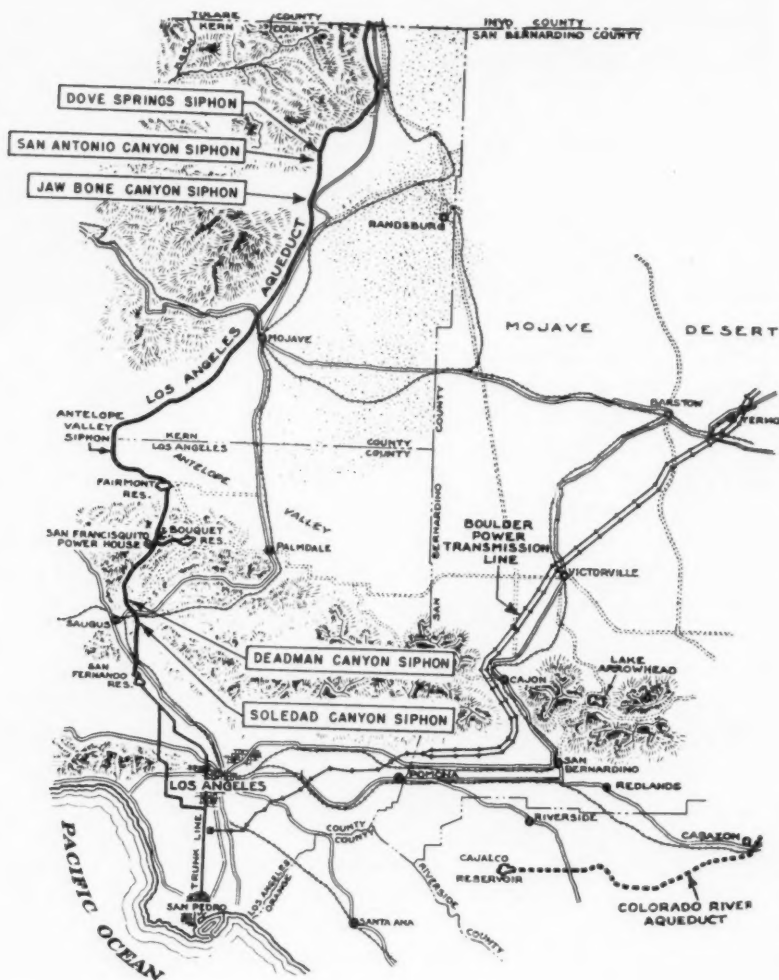 TULARE COUNTY
KERN COUNTY
INYO COUNTY
SAN BERNARDINO COUNTY
DOVE SPRINGS SIPHON
SAN ANTONIO CANYON SIPHON
JAW BONE CANYON SIPHON
RANDSBURG
LOS ANGELES AQUEDUCT
MOJAVE
MOJAVE DESERT
BARSTOW
ANTELOPE
VALLEY
SIPHON
KERN COUNTY
LOS ANGELES COUNTY
SAN BERNARDINO COUNTY
ANTELOPE VALLEY
FAIRMONT
RES.
SAN FRANCISQUITO
POWER HOUSE
BOUQUET
RES.
PALMDALE
BOULDER
POWER
TRANSMISSION
LINE
VICTORVILLE
SAUGUS
DEADMAN CANYON SIPHON
LAKE
ARROWHEAD
SAN
FERNANDO
RES.
CAJON
SOLEDAD CANYON SIPHON
SAN
BERNARDINO
LOS ANGELES
POMONA
REDLANDS
RIVERSIDE
CABAZON
TRUNK LINE
COUNTY
COUNTY
LOS ANGELES
ORANGE
RIVERSIDE
COUNTY
CAJALCO
RESERVOIR
COLORADO RIVER
AQUEDUCT
SAN PEDRO
SANTA ANA
PACIFIC OCEAN